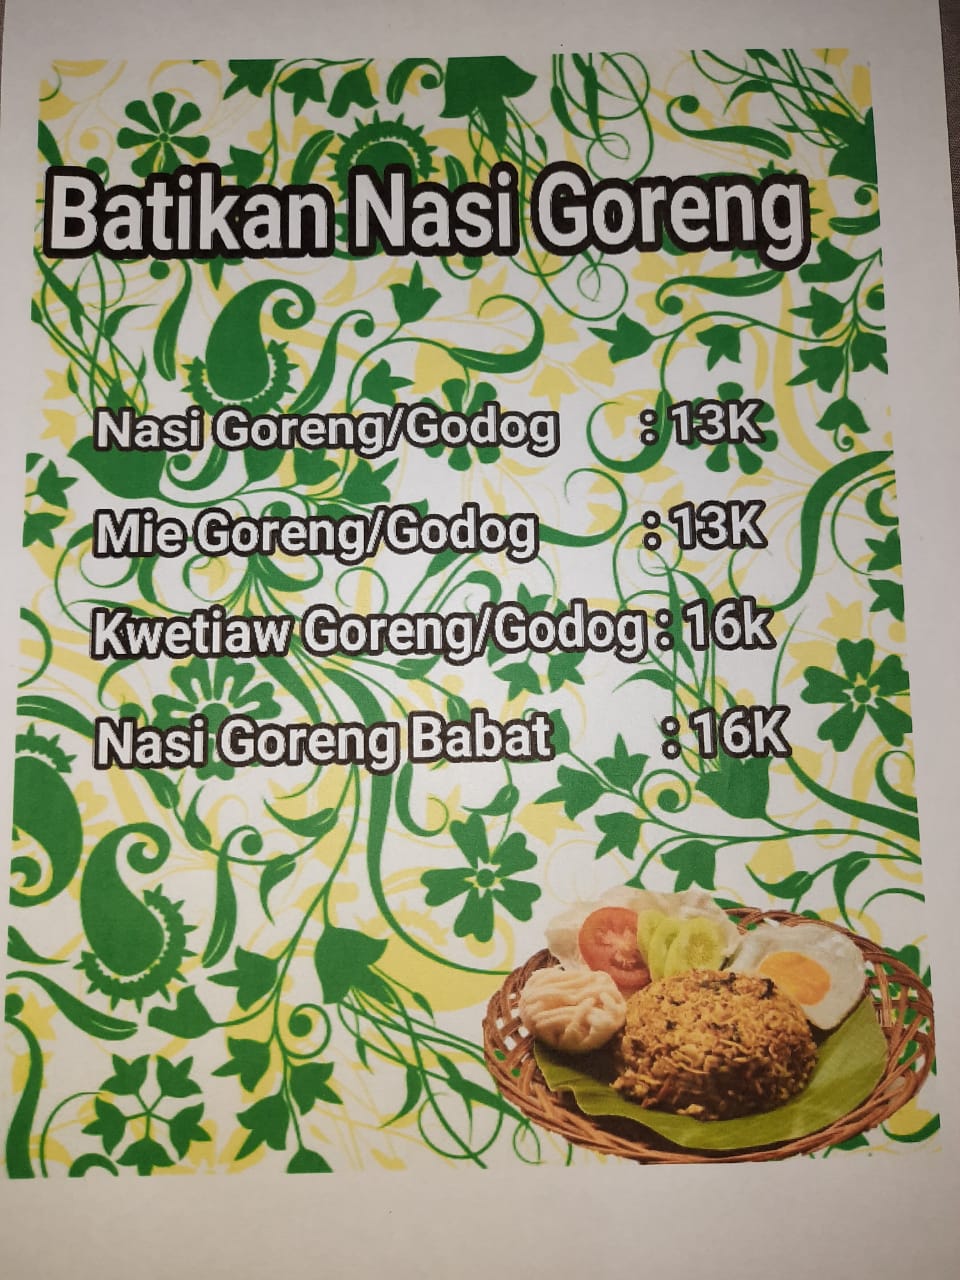 Batikan Nasi Goreng
Nasi Goreng/Godog : 13K
Mie Goreng/Godog : 13K
Kwetiaw Goreng/Godog : 16k
Nasi Goreng Babat : 16K